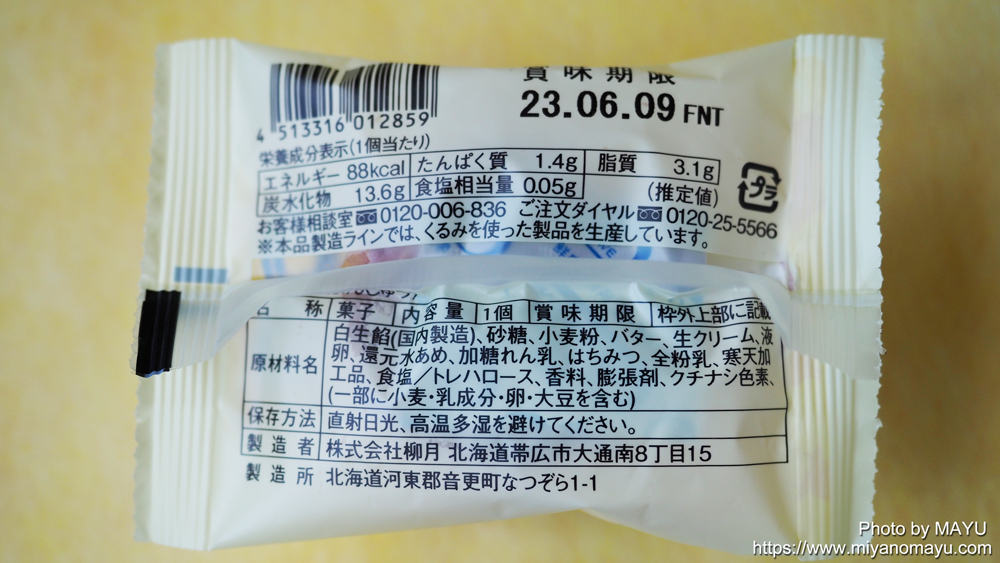 賞味期限
23.06.09 FNT
4 513316 012859
栄養成分表示(1個当たり)
エネルギー 88kcal たんぱく質 1.4g 脂質 3.1g
炭水化物 13.6g 食塩相当量 0.05g (推定値)
プラ
お客様相談室 0120-006-836 ご注文ダイヤル 0120-25-5566
※本品製造ラインでは、くるみを使った製品を生産しています。
名称 菓子 内容量 1個 賞味期限 枠外上部に記載
原材料名 白生餡(国内製造)、砂糖、小麦粉、バター、生クリーム、液
卵、還元水あめ、加糖れん乳、はちみつ、全粉乳、寒天加
工品、食塩／トレハロース、香料、膨張剤、クチナシ色素、
(一部に小麦・乳成分・卵・大豆を含む)
保存方法 直射日光、高温多湿を避けてください。
製造者 株式会社柳月 北海道帯広市大通南8丁目15
製造所 北海道河東郡音更町なつぞら1-1
Photo by MAYU
https://www.miyanomayu.com